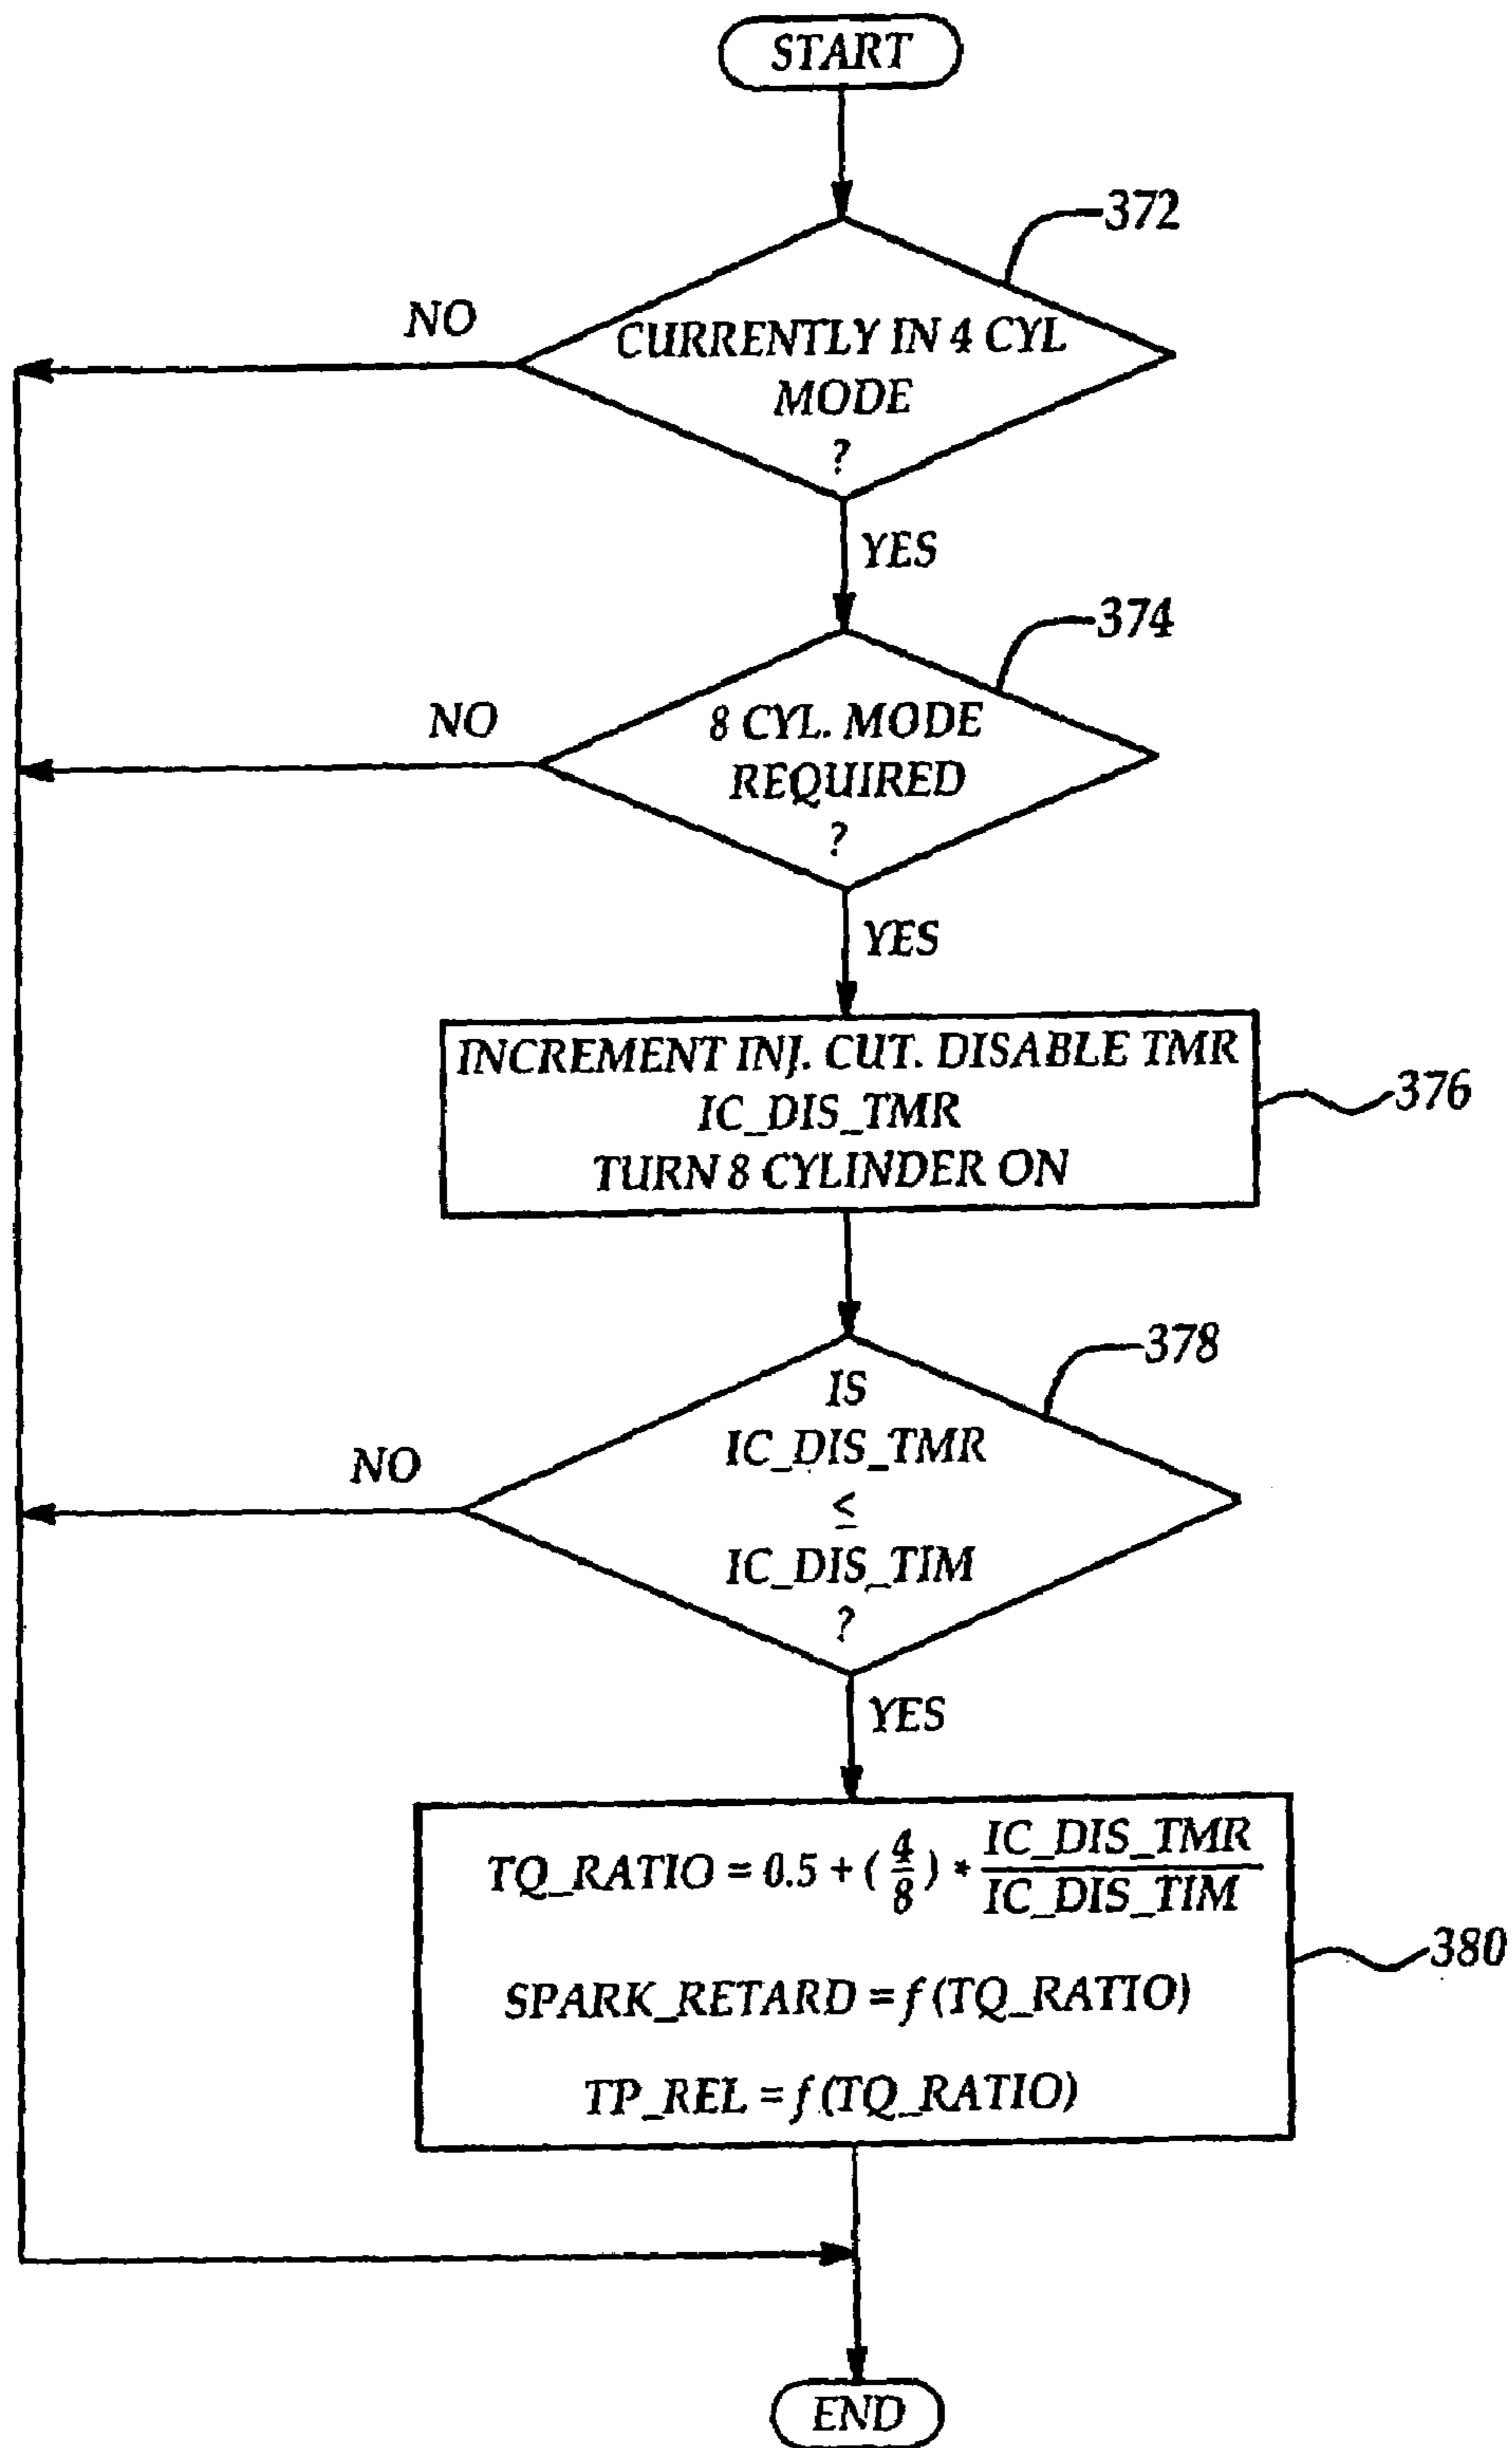 START
372
NO
CURRENTLY IN 4 CYL
MODE
?
YES
374
NO
8 CYL. MODE
REQUIRED
?
YES
INCREMENT INJ. CUT. DISABLE TMR
IC_DIS_TMR
TURN 8 CYLINDER ON
376
378
NO
IS
IC_DIS_TMR
≤
IC_DIS_TIM
?
YES
TQ_RATIO = 0.5 + (4/8) * IC_DIS_TMR/IC_DIS_TIM
SPARK_RETARD = f (TQ_RATIO)
TP_REL = f (TQ_RATIO)
380
END